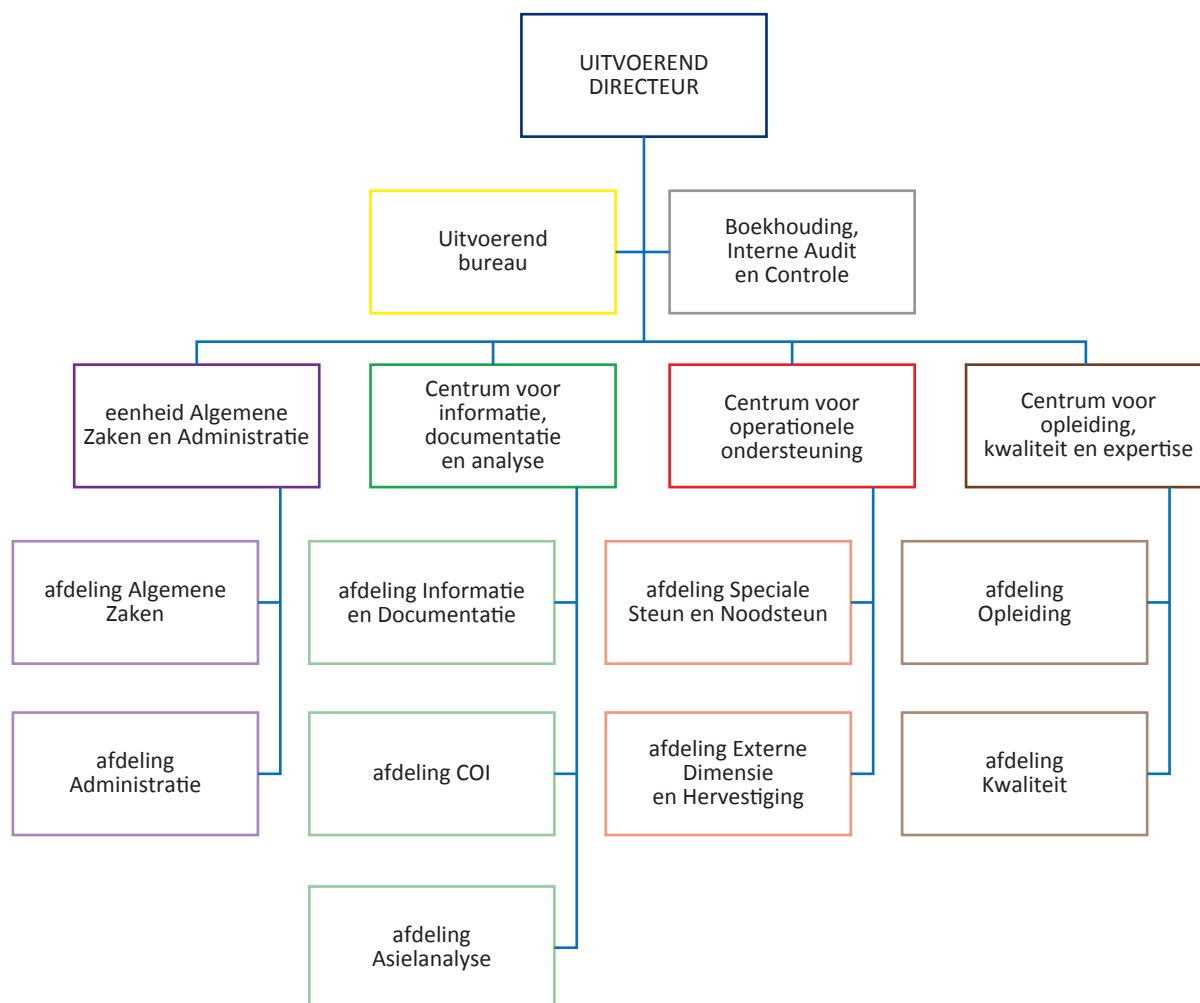 UITVOEREND
DIRECTEUR
Uitvoerend
bureau
Boekhouding,
Interne Audit
en Controle
eenheid Algemene
Zaken en Administratie
Centrum voor
informatie,
documentatie
en analyse
Centrum voor
operationele
ondersteuning
Centrum voor
opleiding,
kwaliteit en expertise
afdeling Algemene
Zaken
afdeling Informatie
en Documentatie
afdeling Speciale
Steun en Noodsteun
afdeling
Opleiding
afdeling
Administratie
afdeling COI
afdeling Externe
Dimensie
en Hervestiging
afdeling
Kwaliteit
afdeling
Asielanalyse